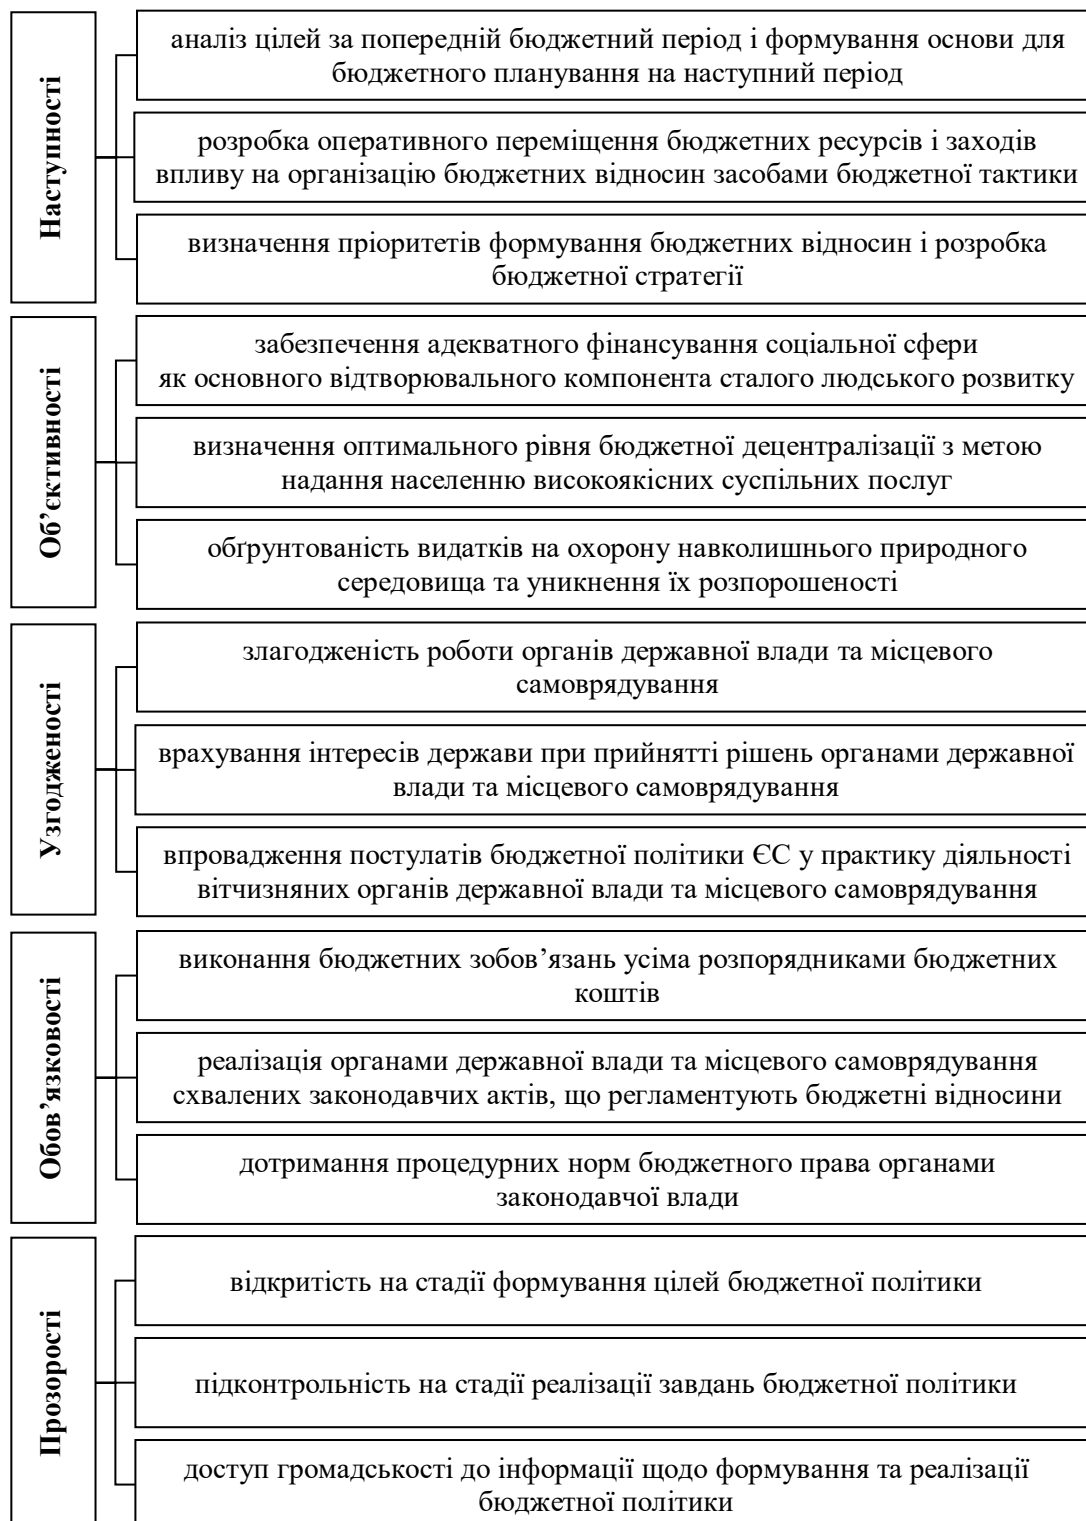 Наступності
аналіз цілей за попередній бюджетний період і формування основи для
бюджетного планування на наступний період
розробка оперативного переміщення бюджетних ресурсів і заходів
впливу на організацію бюджетних відносин засобами бюджетної тактики
визначення пріоритетів формування бюджетних відносин і розробка
бюджетної стратегії
Об’єктивності
забезпечення адекватного фінансування соціальної сфери
як основного відтворювального компонента сталого людського розвитку
визначення оптимального рівня бюджетної децентралізації з метою
надання населенню високоякісних суспільних послуг
обґрунтованість видатків на охорону навколишнього природного
середовища та уникнення їх розпорошеності
Узгодженості
злагодженість роботи органів державної влади та місцевого
самоврядування
врахування інтересів держави при прийнятті рішень органами державної
влади та місцевого самоврядування
впровадження постулатів бюджетної політики ЄС у практику діяльності
вітчизняних органів державної влади та місцевого самоврядування
Обов’язковості
виконання бюджетних зобов’язань усіма розпорядниками бюджетних
коштів
реалізація органами державної влади та місцевого самоврядування
схвалених законодавчих актів, що регламентують бюджетні відносини
дотримання процедурних норм бюджетного права органами
законодавчої влади
Прозорості
відкритість на стадії формування цілей бюджетної політики
підконтрольність на стадії реалізації завдань бюджетної політики
доступ громадськості до інформації щодо формування та реалізації
бюджетної політики